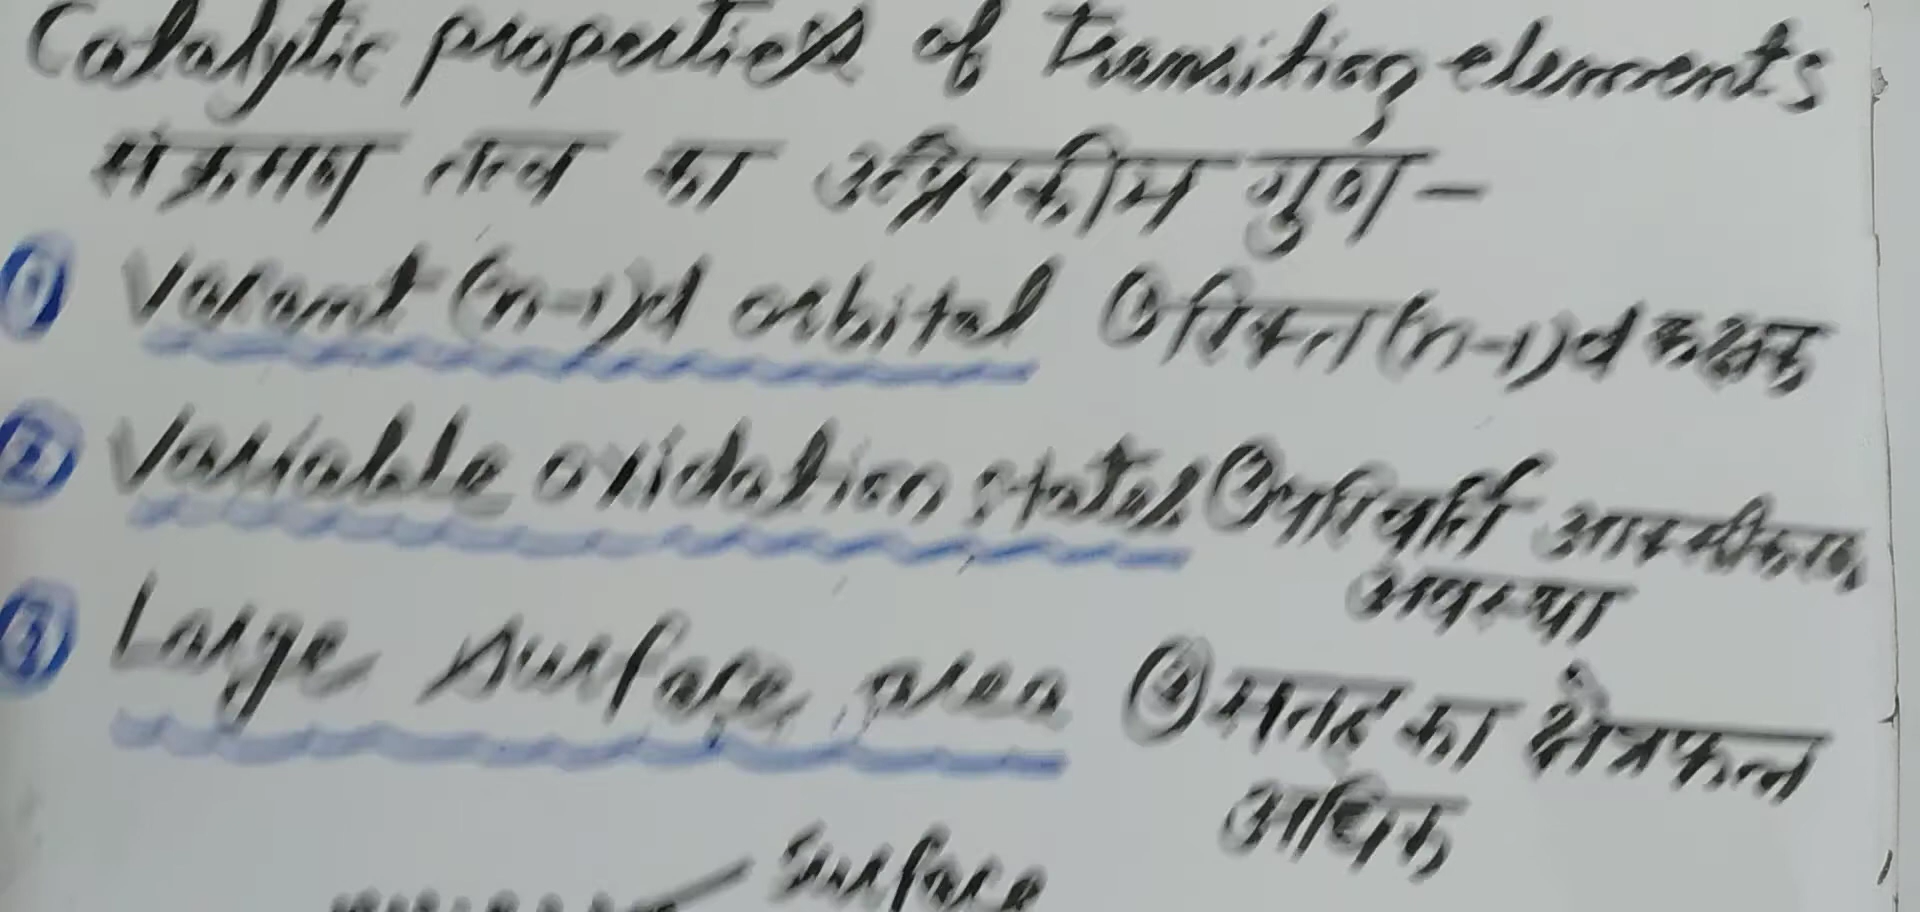 Catalytic properties of transition elements
संक्रमण तत्व का उत्प्रेरकीय गुण-
① Vacant (n-1)d orbital ① रिक्त (n-1)d कक्षक
② Variable oxidation states ② परिवर्ती आक्सीकरण
अवस्था
③ Large surface area ③ सतह का क्षेत्रफल
अधिक
Surface